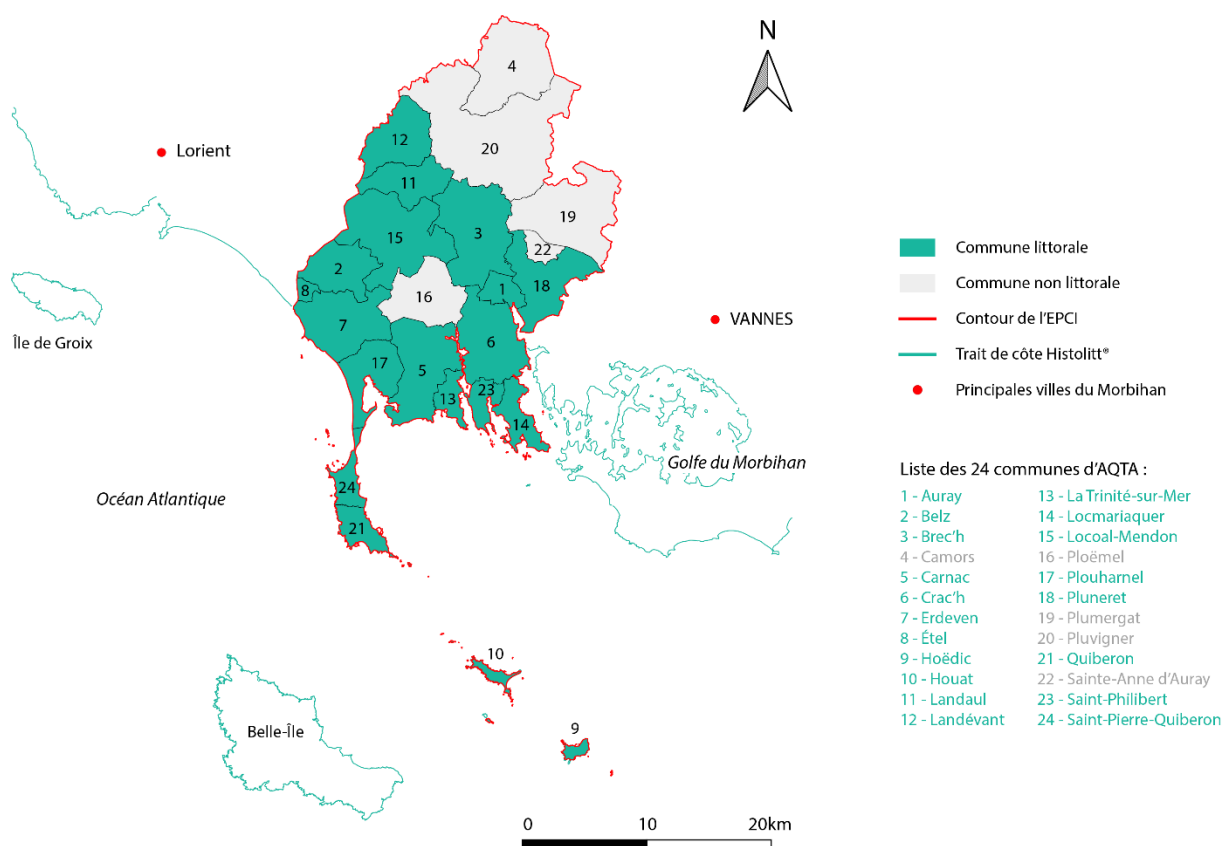 N
4
12
20
Lorient
11
19
15
3
22
2
18
8
1
16
7
VANNES
Île de Groix
6
17
5
23
13
14
Golfe du Morbihan
24
Océan Atlantique
21
10
9
Belle-Île
0 10 20km
Commune littorale
Commune non littorale
Contour de l'EPCI
Trait de côte Histolitt®
Principales villes du Morbihan
Liste des 24 communes d'AQTA :
1 - Auray
2 - Belz
3 - Brec'h
4 - Camors
5 - Carnac
6 - Crac'h
7 - Erdeven
8 - Étel
9 - Hoëdic
10 - Houat
11 - Landaul
12 - Landévant
13 - La Trinité-sur-Mer
14 - Locmariaquer
15 - Locoal-Mendon
16 - Ploëmel
17 - Plouharnel
18 - Pluneret
19 - Plumergat
20 - Pluvigner
21 - Quiberon
22 - Sainte-Anne d'Auray
23 - Saint-Philibert
24 - Saint-Pierre-Quiberon